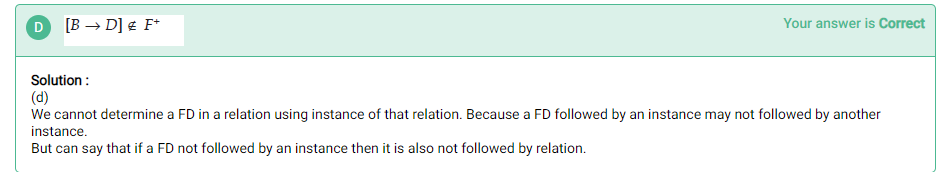 D [B → D] ∉ F⁺ Your answer is Correct
Solution :
(d)
We cannot determine a FD in a relation using instance of that relation. Because a FD followed by an instance may not followed by another
instance.
But can say that if a FD not followed by an instance then it is also not followed by relation.